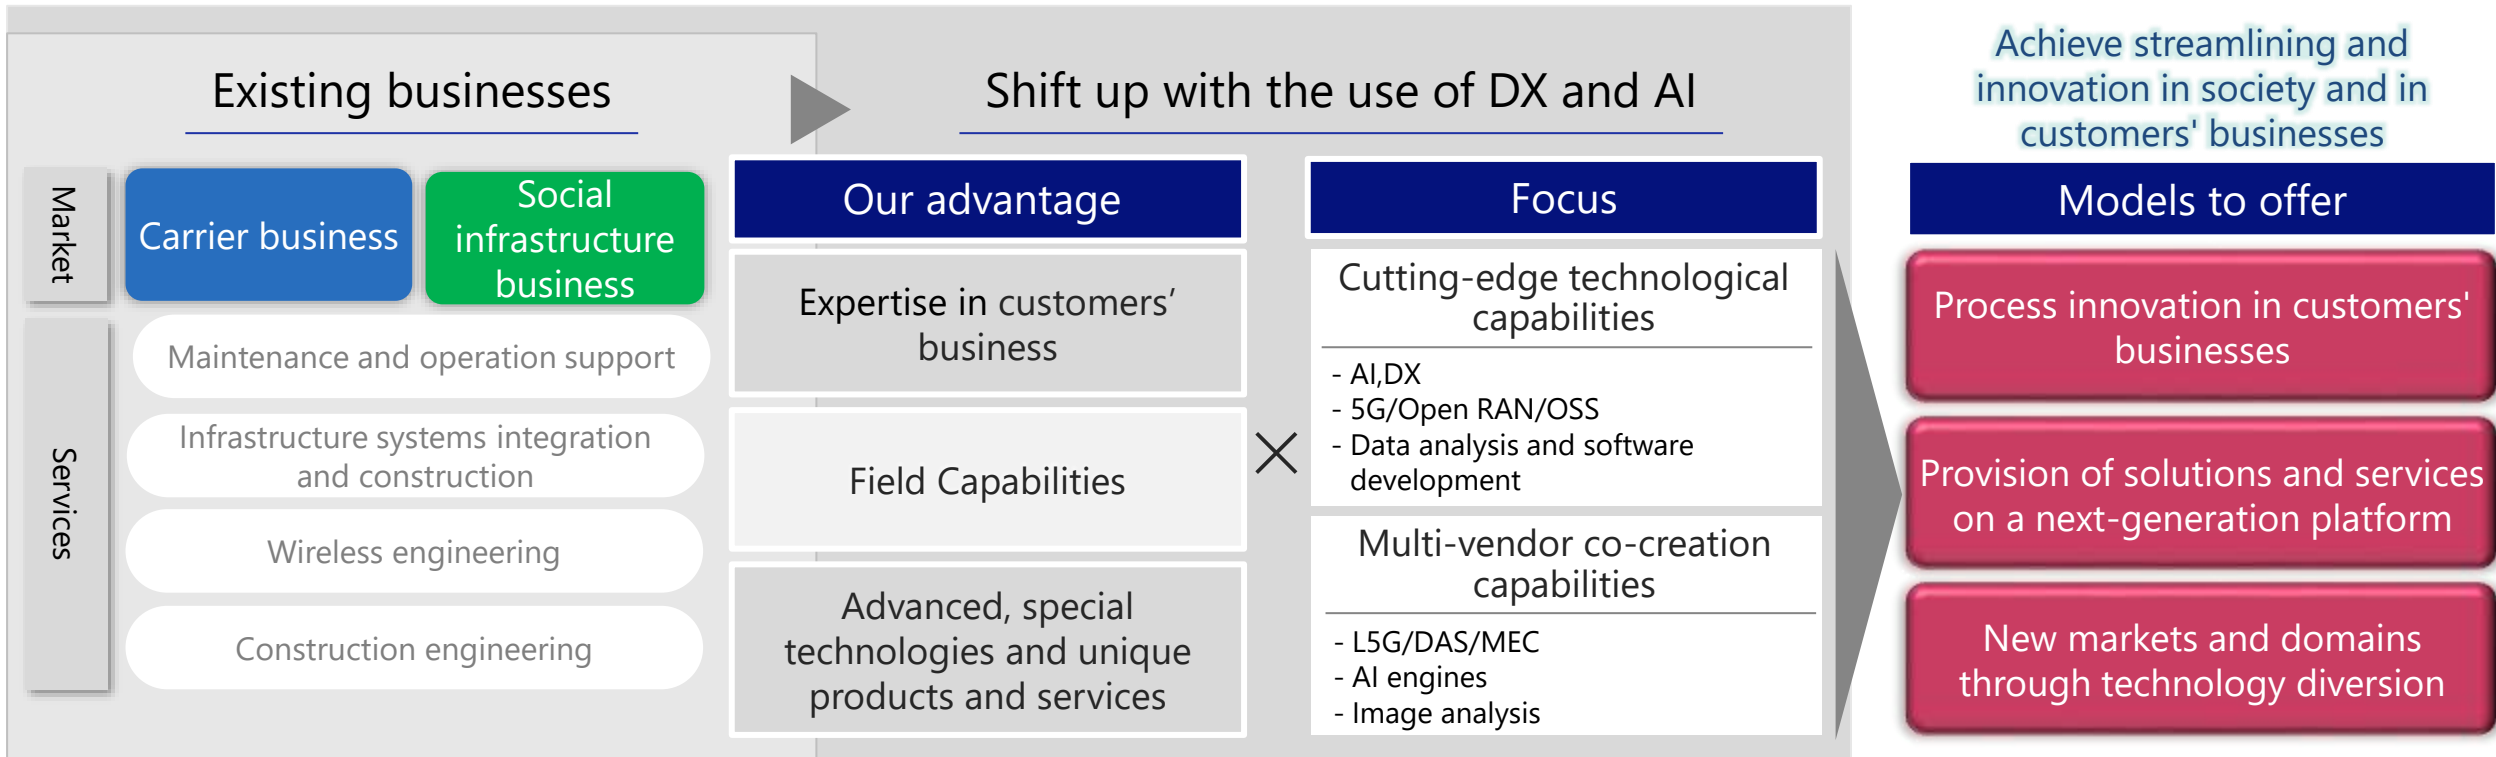 Existing businesses
Market
Carrier business
Social
infrastructure
business
Services
Maintenance and operation support
Infrastructure systems integration
and construction
Wireless engineering
Construction engineering
Shift up with the use of DX and AI
Our advantage
Expertise in customers’
business
Field Capabilities
Advanced, special
technologies and unique
products and services
×
Focus
Cutting-edge technological
capabilities
- AI,DX
- 5G/Open RAN/OSS
- Data analysis and software
development
Multi-vendor co-creation
capabilities
- L5G/DAS/MEC
- AI engines
- Image analysis
Achieve streamlining and
innovation in society and in
customers' businesses
Models to offer
Process innovation in customers'
businesses
Provision of solutions and services
on a next-generation platform
New markets and domains
through technology diversion